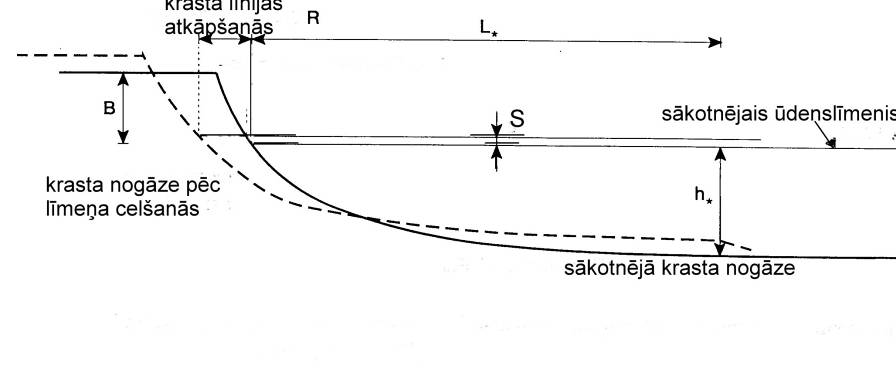 krasta līnijas
atkāpšanās
R
L*
B
S
sākotnējais ūdenslīmenis
krasta nogāze pēc
līmeņa celšanās
h*
sākotnējā krasta nogāze